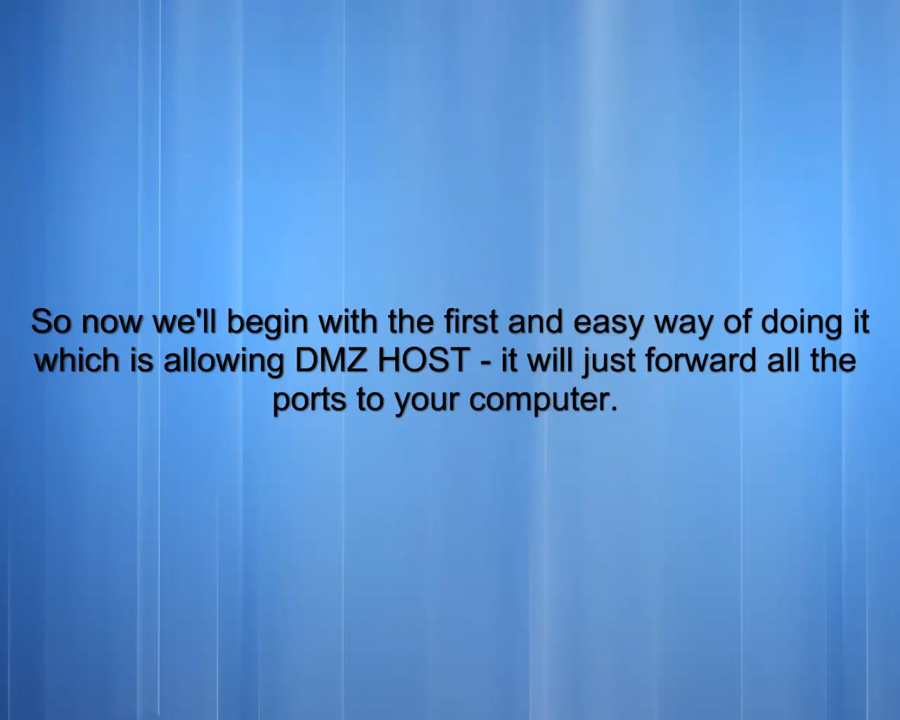 So now we'll begin with the first and easy way of doing it
which is allowing DMZ HOST - it will just forward all the
ports to your computer.